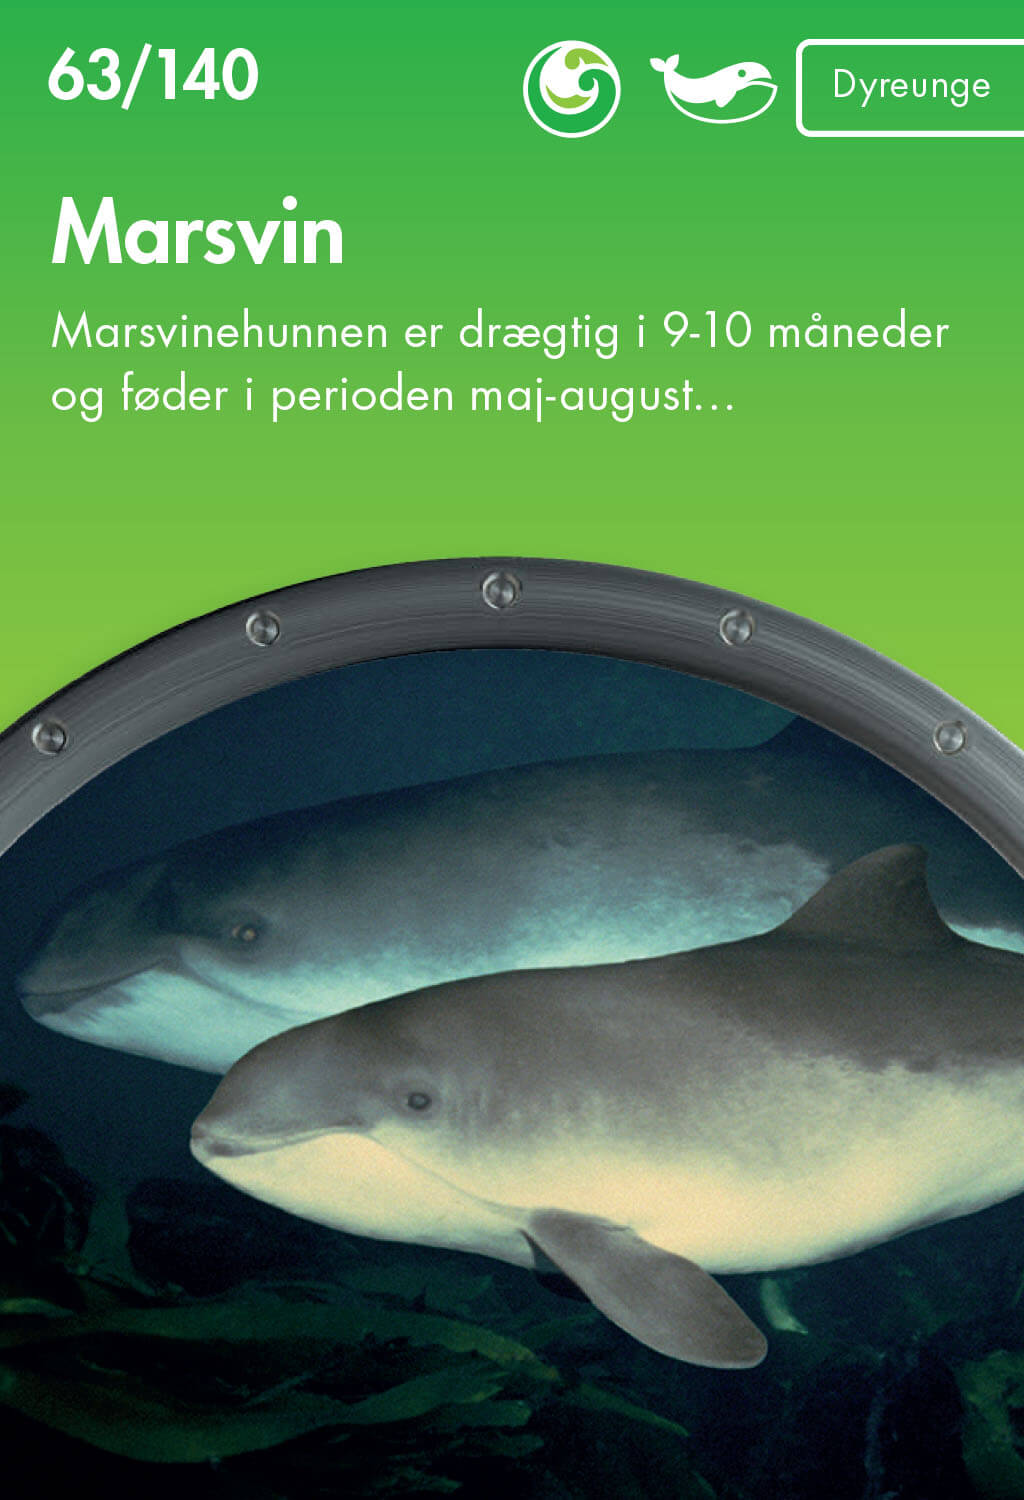 63/140
Dyreunge
Marsvin
Marsvinehunnen er drægtig i 9-10 måneder
og føder i perioden maj-august...